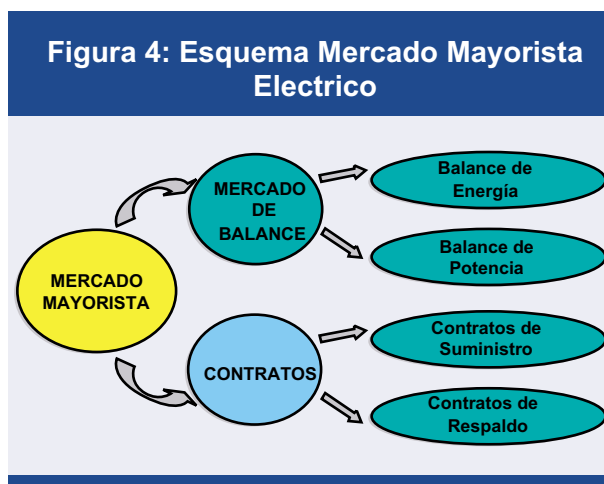 Figura 4: Esquema Mercado Mayorista
Electrico
MERCADO
MAYORISTA
MERCADO
DE
BALANCE
Balance de
Energía
Balance de
Potencia
CONTRATOS
Contratos de
Suministro
Contratos de
Respaldo